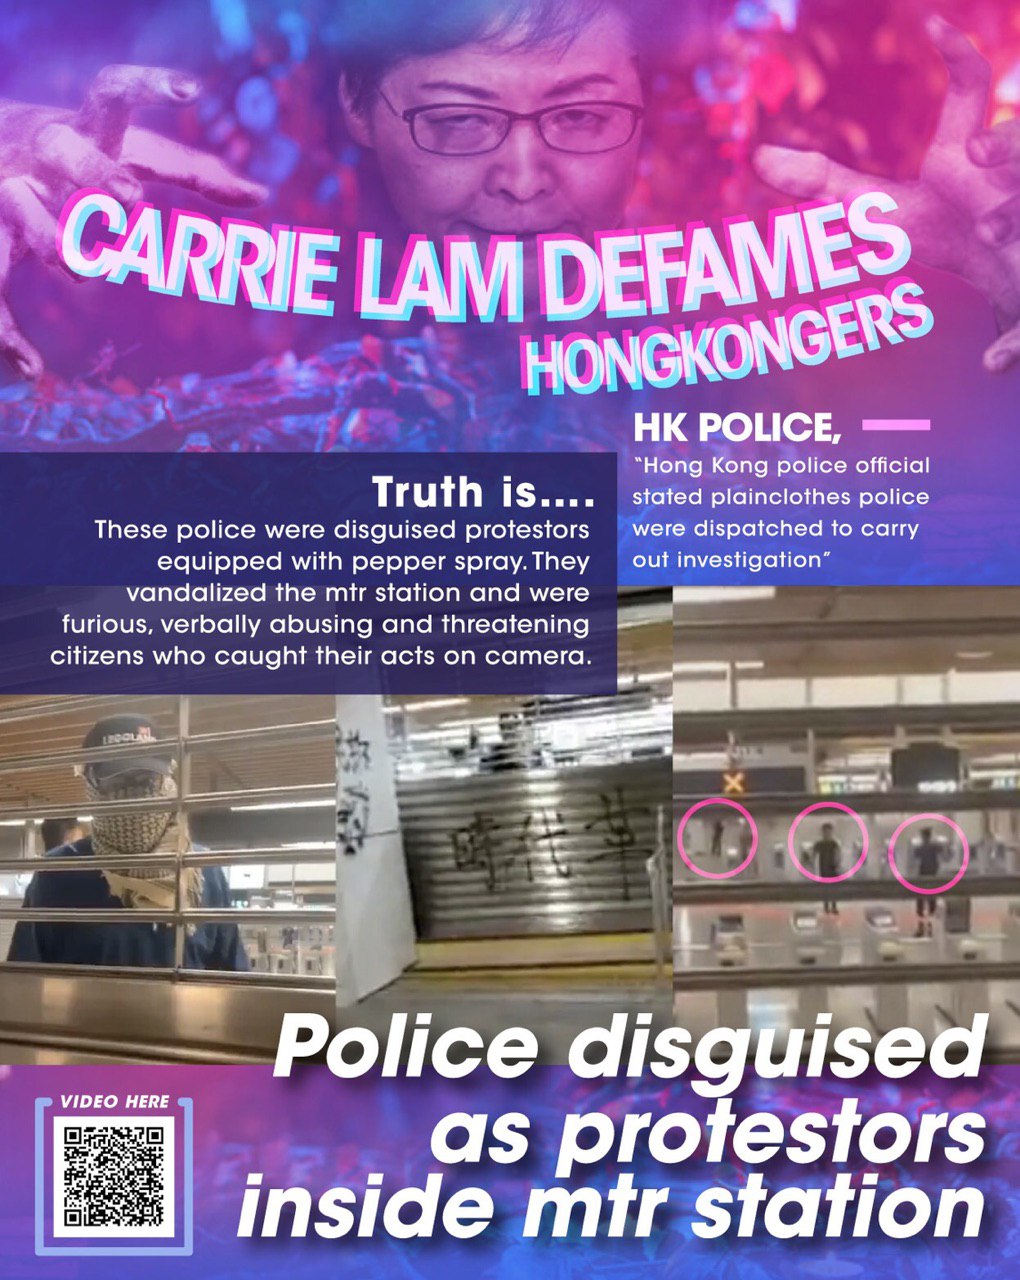 CARRIE LAM DEFAMES
HONGKONGERS
HK POLICE,
“Hong Kong police official
stated plainclothes police
were dispatched to carry
out investigation”
Truth is....
These police were disguised protestors
equipped with pepper spray. They
vandalized the mtr station and were
furious, verbally abusing and threatening
citizens who caught their acts on camera.
LEGOLAND
時代革
Police disguised
as protestors
inside mtr station
VIDEO HERE